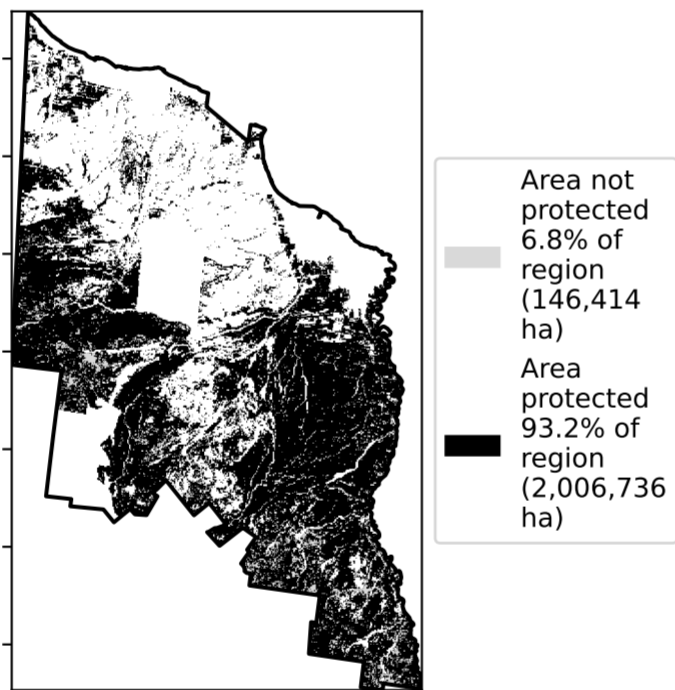 Area not
protected
6.8% of
region
(146,414
ha)
Area
protected
93.2% of
region
(2,006,736
ha)